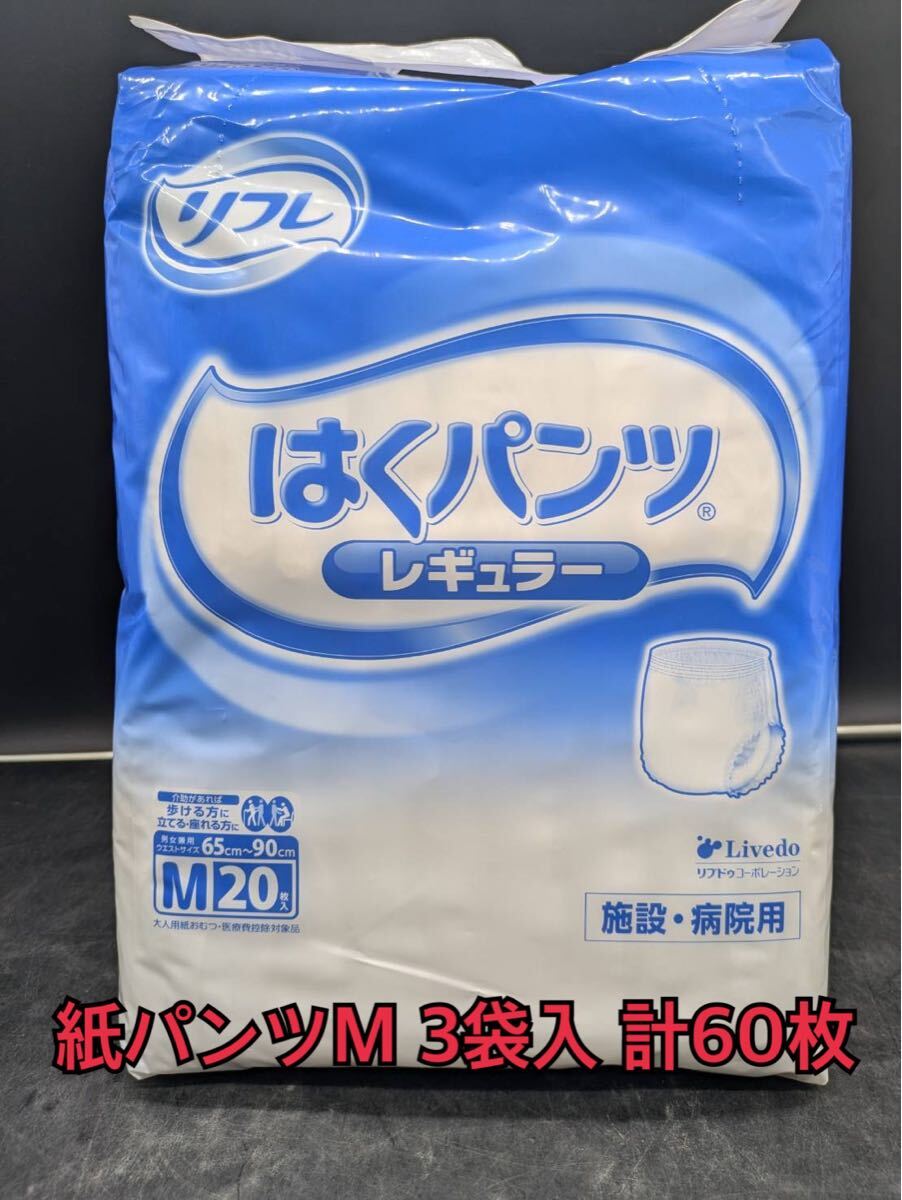 リフレ
はくパンツ®
レギュラー
介助があれば
歩ける方に
立てる・座れる方に
男女兼用
ウエストサイズ 65cm~90cm
M 20枚入
大人用紙おむつ・医療費控除対象品
Livedo
リブドゥコーポレーション
施設・病院用
紙パンツM 3袋入 計60枚